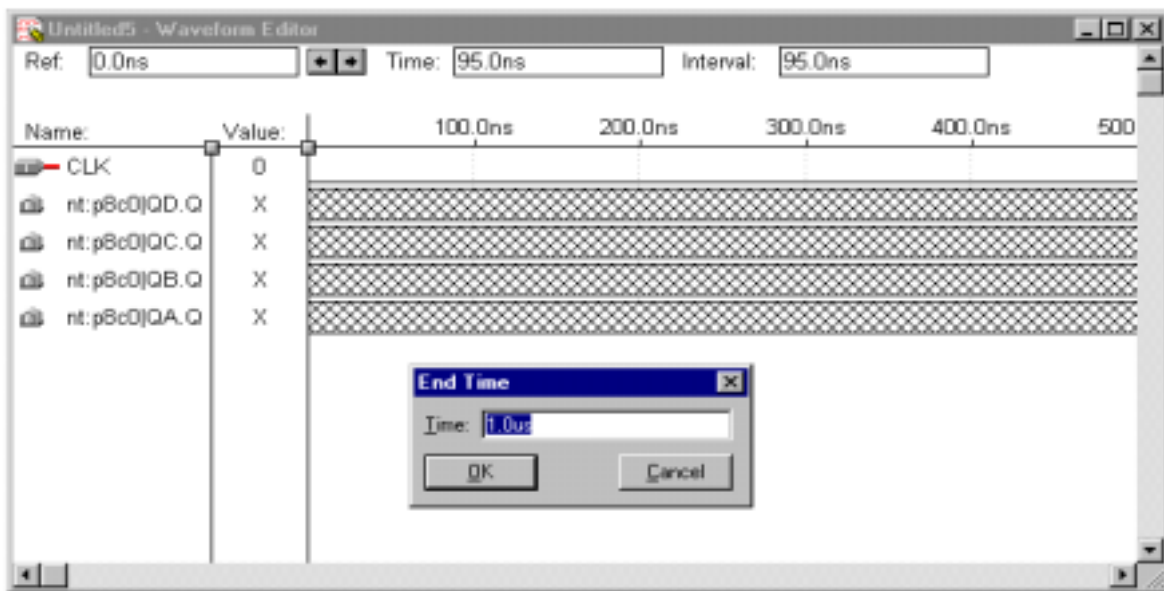 Untitled5 - Waveform Editor
Ref: 0.0ns Time: 95.0ns Interval: 95.0ns
Name: Value: 100.0ns 200.0ns 300.0ns 400.0ns 500
CLK 0
nt:p8c0|QD.Q X
nt:p8c0|QC.Q X
nt:p8c0|QB.Q X
nt:p8c0|QA.Q X
End Time
Time: 1.0us
OK Cancel